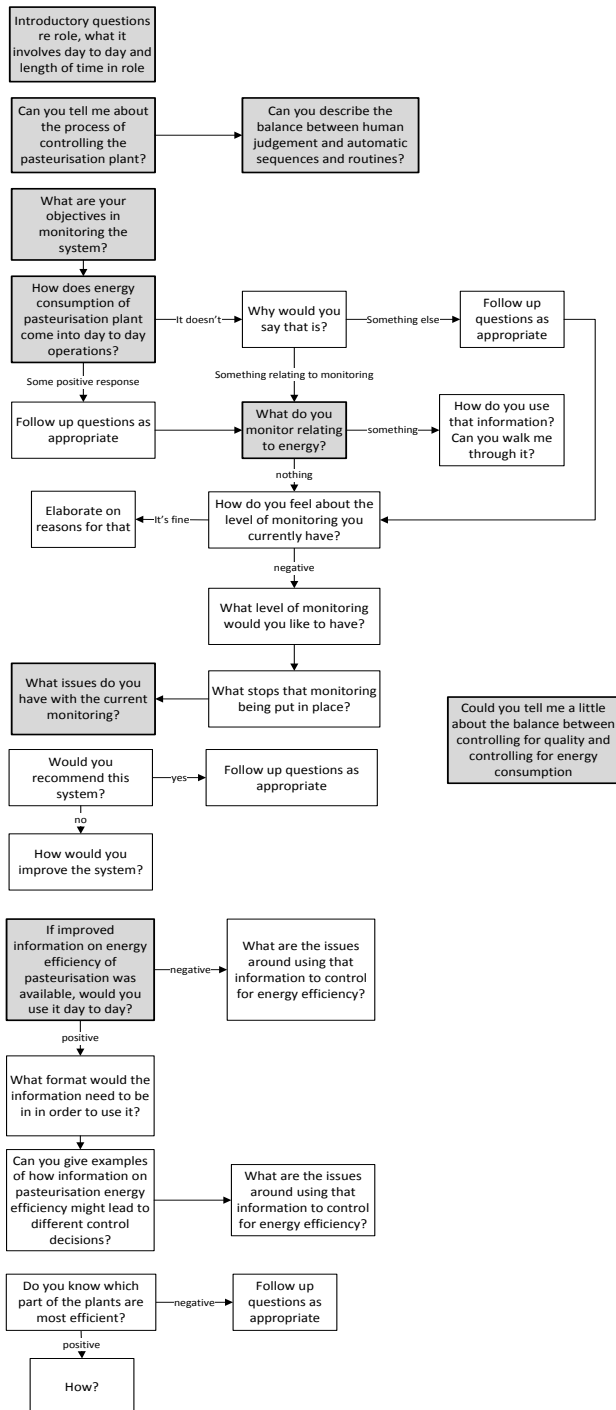 Introductory questions
re role, what it
involves day to day and
length of time in role
Can you tell me about
the process of
controlling the
pasteurisation plant?
Can you describe the
balance between human
judgement and automatic
sequences and routines?
What are your
objectives in
monitoring the
system?
How does energy
consumption of
pasteurisation plant
come into day to day
operations?
It doesn't
Why would you
say that is?
Something else
Follow up
questions as
appropriate
Some positive response
Something relating to monitoring
Follow up questions as
appropriate
What do you
monitor relating
to energy?
something
How do you use
that information?
Can you walk me
through it?
nothing
Elaborate on
reasons for that
It's fine
How do you feel about the
level of monitoring you
currently have?
negative
What level of monitoring
would you like to have?
What issues do you
have with the current
monitoring?
What stops that monitoring
being put in place?
Could you tell me a little
about the balance between
controlling for quality and
controlling for energy
consumption
Would you
recommend this
system?
yes
Follow up questions as
appropriate
no
How would you
improve the system?
If improved
information on energy
efficiency of
pasteurisation was
available, would you
use it day to day?
negative
What are the issues
around using that
information to control
for energy efficiency?
positive
What format would the
information need to be
in in order to use it?
Can you give examples
of how information on
pasteurisation energy
efficiency might lead to
different control
decisions?
What are the issues
around using that
information to control
for energy efficiency?
Do you know which
part of the plants are
most efficient?
negative
Follow up
questions as
appropriate
positive
How?